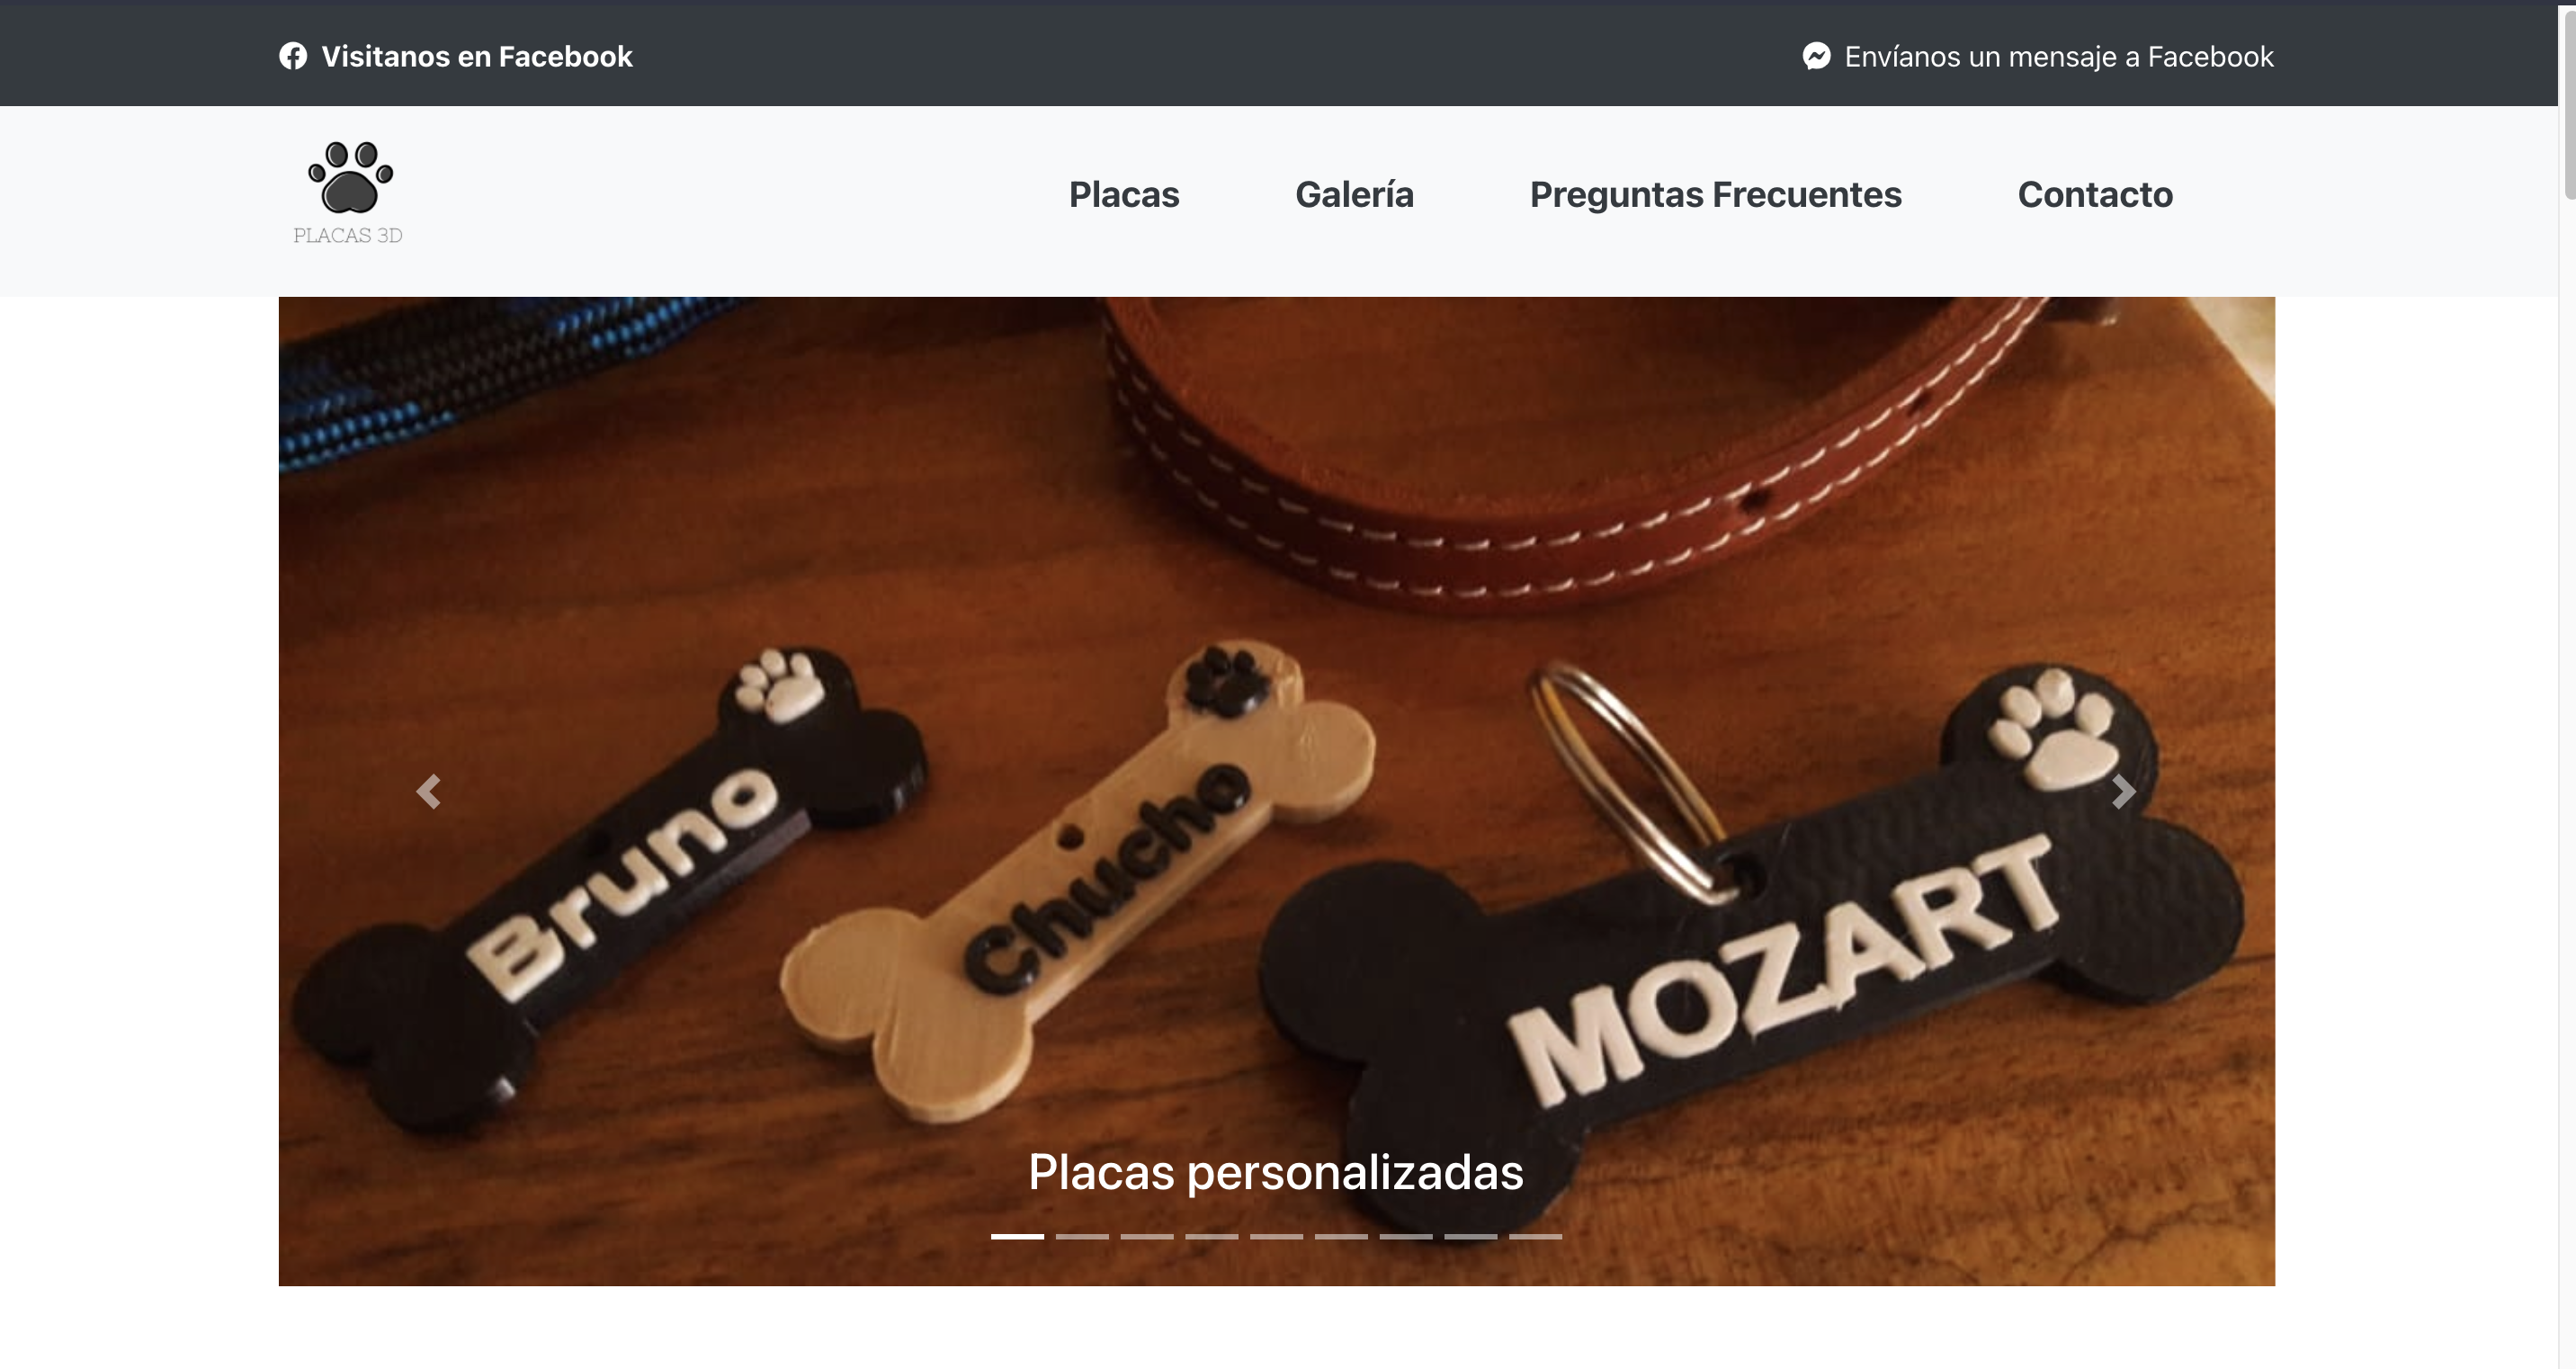 Visitanos en Facebook
Envíanos un mensaje a Facebook
PLACAS 3D
Placas
Galería
Preguntas Frecuentes
Contacto
Bruno
Chucho
MOZART
Placas personalizadas